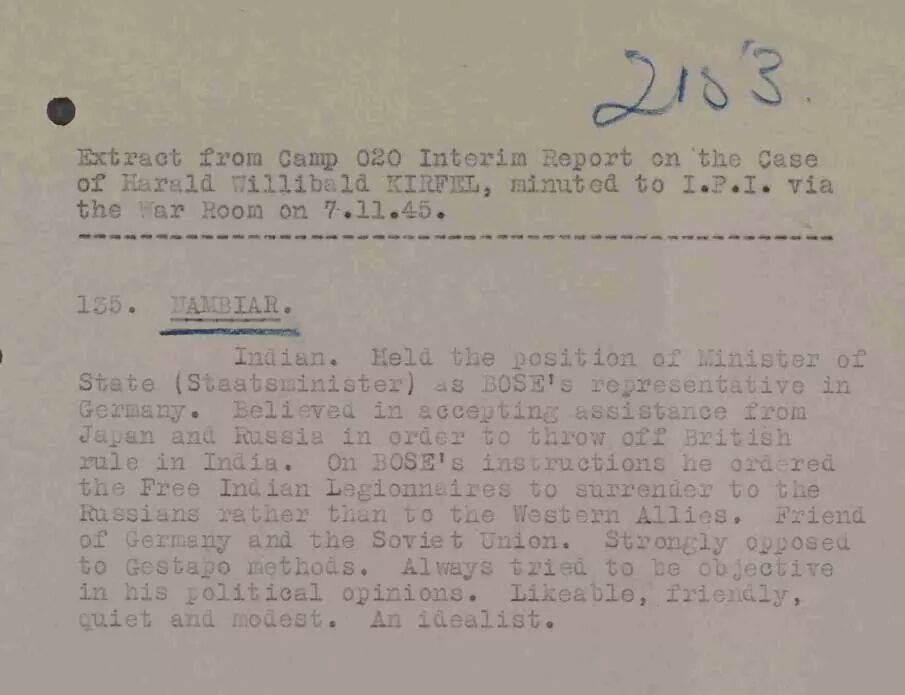 2183.
Extract from Camp 020 Interim Report on the Case
of Harald Willibald KIRFEL, minuted to I.P.I. via
the War Room on 7.11.45.
135. NAMBIAR.
Indian. Held the position of Minister of
State (Staatsminister) as BOSE's representative in
Germany. Believed in accepting assistance from
Japan and Russia in order to throw off British
rule in India. On BOSE's instructions he ordered
the Free Indian Legionnaires to surrender to the
Russians rather than to the Western Allies. Friend
of Germany and the Soviet Union. Strongly opposed
to Gestapo methods. Always tried to be objective
in his political opinions. Likeable, friendly,
quiet and modest. An idealist.